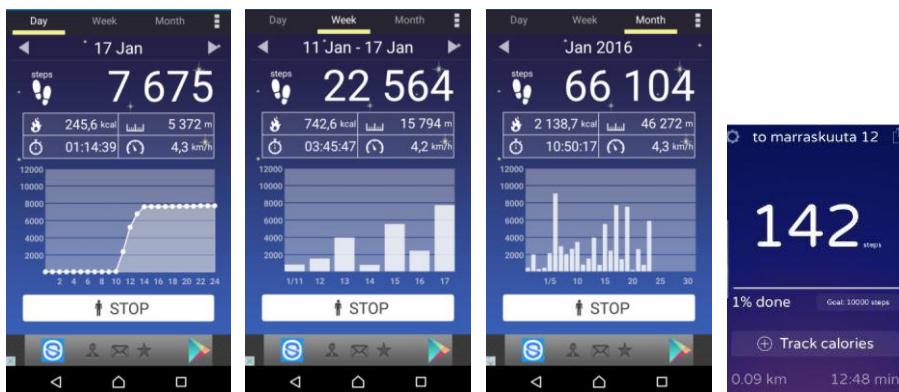 Day Week Month
17 Jan
steps
7 675
245,6 kcal 5 372 m
01:14:39 4,3 km/h
12000
10000
8000
6000
4000
2000
2 4 6 8 10 12 14 16 18 20 22 24
STOP
Day Week Month
11 Jan - 17 Jan
steps
22 564
742,6 kcal 15 794 m
03:45:47 4,2 km/h
12000
10000
8000
6000
4000
2000
1/11 12 13 14 15 16 17
STOP
Day Week Month
Jan 2016
steps
66 104
2 138,7 kcal 46 272 m
10:50:17 4,3 km/h
12000
10000
8000
6000
4000
2000
1/5 10 15 20 25 30
STOP
to marraskuuta 12
142 steps
1% done Goal: 10000 steps
Track calories
0.09 km 12:48 min